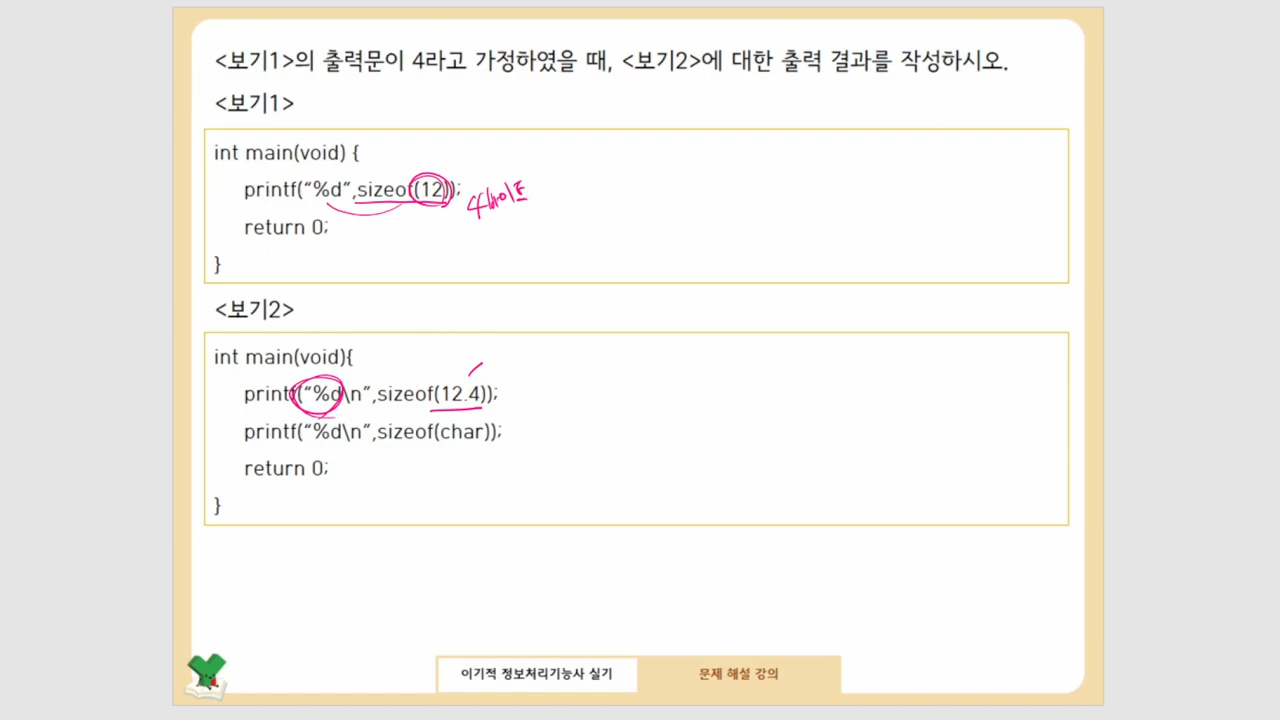 <보기1>의 출력문이 4라고 가정하였을 때, <보기2>에 대한 출력 결과를 작성하시오.
<보기1>
int main(void) {
printf(“%d”,sizeof(12));
4바이트
return 0;
}
<보기2>
int main(void){
printf(“%d\n”,sizeof(12.4));
printf(“%d\n”,sizeof(char));
return 0;
}
이기적 정보처리기능사 실기
문제 해설 강의